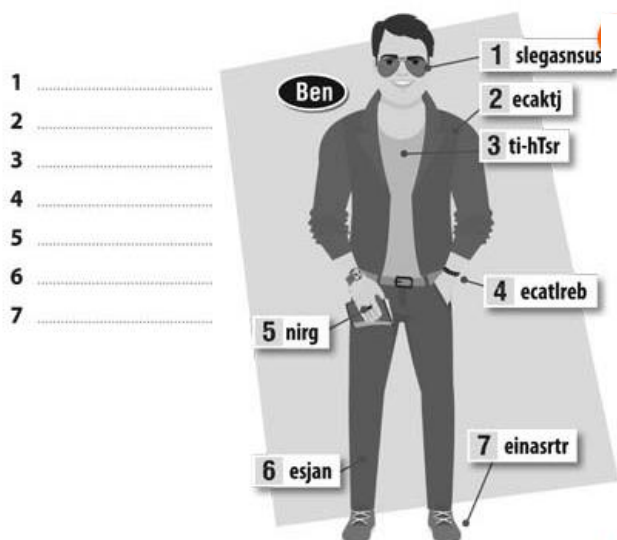 1
2
3
4
5
6
7
Ben
1 slegasnsus
2 ecaktj
3 ti-hTsr
4 ecatlreb
5 nirg
6 esjan
7 einasrtr